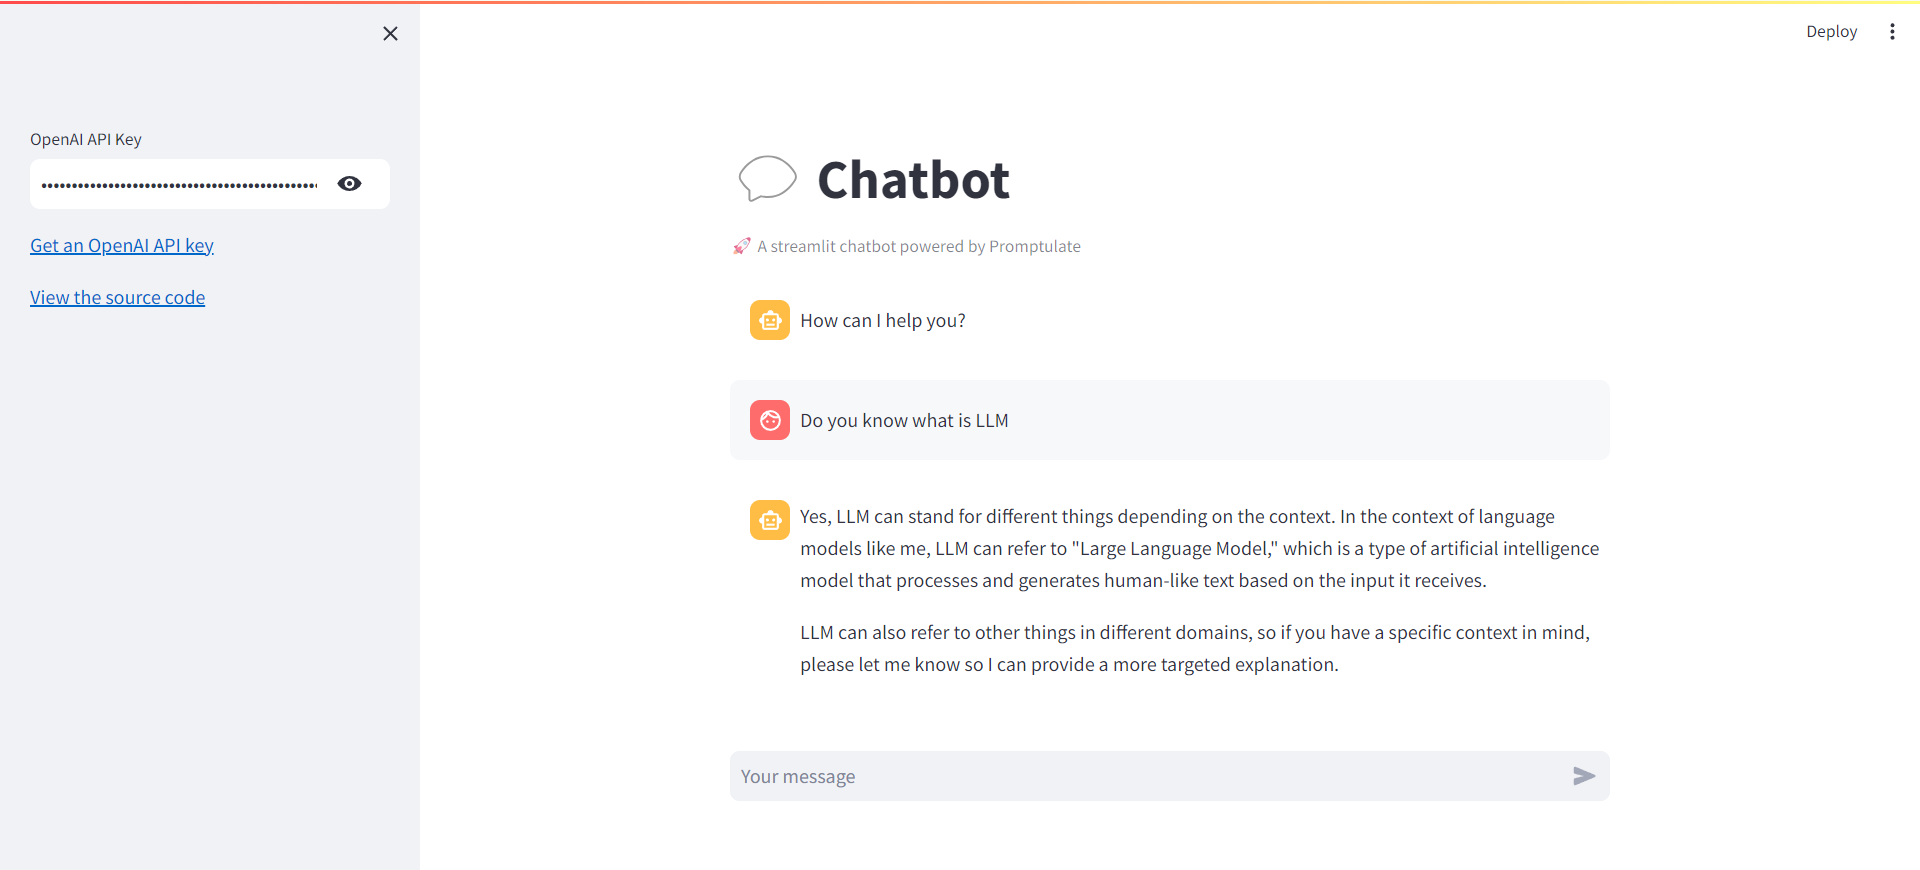 Deploy
OpenAI API Key
Get an OpenAI API key
View the source code
Chatbot
A streamlit chatbot powered by Promptulate
How can I help you?
Do you know what is LLM
Yes, LLM can stand for different things depending on the context. In the context of language
models like me, LLM can refer to "Large Language Model," which is a type of artificial intelligence
model that processes and generates human-like text based on the input it receives.
LLM can also refer to other things in different domains, so if you have a specific context in mind,
please let me know so I can provide a more targeted explanation.
Your message